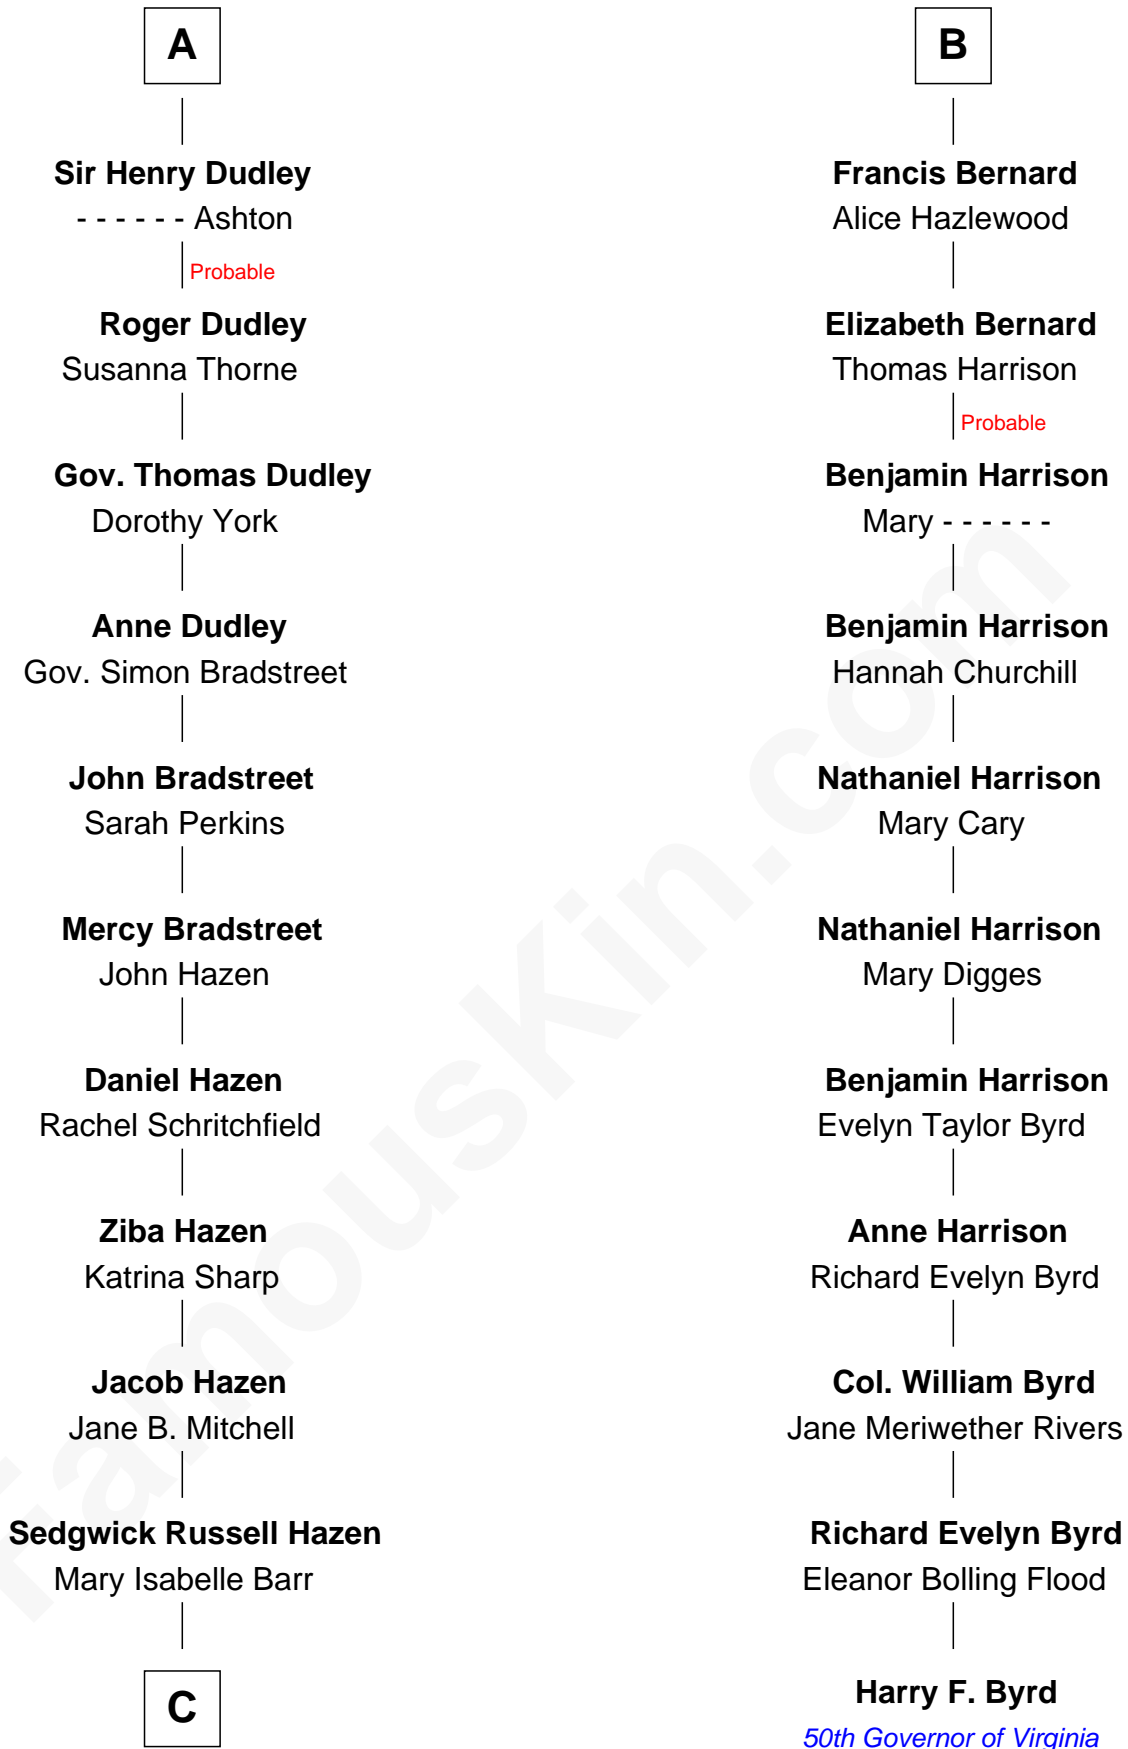 A
Sir Henry Dudley
- - - - - - Ashton
Probable
Roger Dudley
Susanna Thorne
Gov. Thomas Dudley
Dorothy York
Anne Dudley
Gov. Simon Bradstreet
John Bradstreet
Sarah Perkins
Mercy Bradstreet
John Hazen
Daniel Hazen
Rachel Schritchfield
Ziba Hazen
Katrina Sharp
Jacob Hazen
Jane B. Mitchell
Sedgwick Russell Hazen
Mary Isabelle Barr
C
B
Francis Bernard
Alice Hazlewood
Elizabeth Bernard
Thomas Harrison
Probable
Benjamin Harrison
Mary - - - - - -
Benjamin Harrison
Hannah Churchill
Nathaniel Harrison
Mary Cary
Nathaniel Harrison
Mary Digges
Benjamin Harrison
Evelyn Taylor Byrd
Anne Harrison
Richard Evelyn Byrd
Col. William Byrd
Jane Meriwether Rivers
Richard Evelyn Byrd
Eleanor Bolling Flood
Harry F. Byrd
50th Governor of Virginia
FamousKin.com